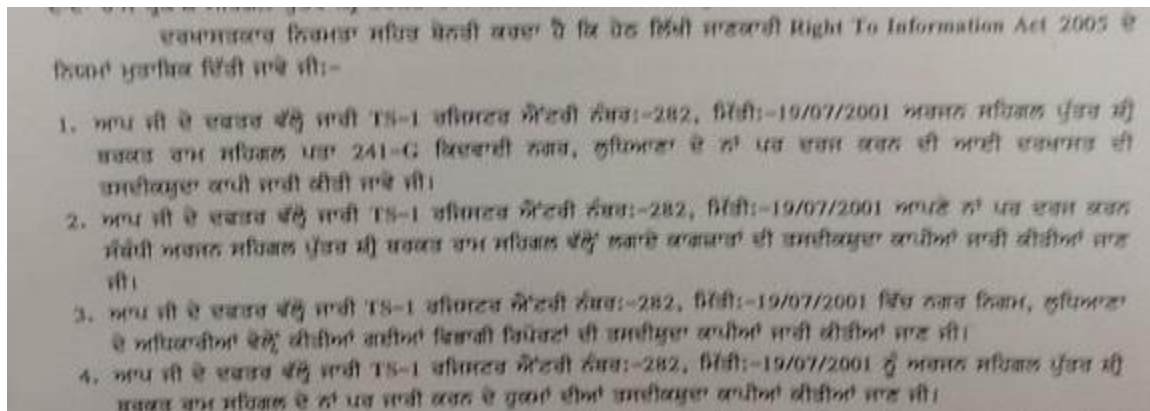 ਦਰਖਾਸਤਕਾਰ ਨਿਮਰਤਾ ਸਹਿਤ ਬੇਨਤੀ ਕਰਦਾ ਹੈ ਕਿ ਹੇਠ ਲਿਖੀ ਜਾਣਕਾਰੀ Right To Information Act 2005 ਦੇ
ਨਿਯਮਾਂ ਮੁਤਾਬਿਕ ਦਿੱਤੀ ਜਾਵੇ ਜੀ:-
1. ਆਪ ਜੀ ਦੇ ਦਫਤਰ ਵੱਲੋਂ ਜਾਰੀ TS-1 ਰਜਿਸਟਰ ਐਂਟਰੀ ਨੰਬਰ:-282, ਮਿੱਤੀ:-19/07/2001 ਅਰਜਨ ਸਹਿਗਲ ਪੁੱਤਰ ਸ਼੍ਰੀ
ਬਰਕਤ ਰਾਮ ਸਹਿਗਲ ਪਤਾ 241-G ਕਿਦਵਾਈ ਨਗਰ, ਲੁਧਿਆਣਾ ਦੇ ਨਾਂ ਪਰ ਦਰਜ ਕਰਨ ਦੀ ਆਈ ਦਰਖਾਸਤ ਦੀ
ਤਸਦੀਕਸ਼ੁਦਾ ਕਾਪੀ ਜਾਰੀ ਕੀਤੀ ਜਾਵੇ ਜੀ।
2. ਆਪ ਜੀ ਦੇ ਦਫਤਰ ਵੱਲੋਂ ਜਾਰੀ TS-1 ਰਜਿਸਟਰ ਐਂਟਰੀ ਨੰਬਰ:-282, ਮਿੱਤੀ:-19/07/2001 ਆਪਣੇ ਨਾਂ ਪਰ ਦਰਜ ਕਰਨ
ਸੰਬੰਧੀ ਅਰਜਨ ਸਹਿਗਲ ਪੁੱਤਰ ਸ਼੍ਰੀ ਬਰਕਤ ਰਾਮ ਸਹਿਗਲ ਵੱਲੋਂ ਲਗਾਏ ਕਾਗਜਾਤਾਂ ਦੀ ਤਸਦੀਕਸ਼ੁਦਾ ਕਾਪੀਆਂ ਜਾਰੀ ਕੀਤੀਆਂ ਜਾਣ
ਜੀ।
3. ਆਪ ਜੀ ਦੇ ਦਫਤਰ ਵੱਲੋਂ ਜਾਰੀ TS-1 ਰਜਿਸਟਰ ਐਂਟਰੀ ਨੰਬਰ:-282, ਮਿੱਤੀ:-19/07/2001 ਵਿੱਚ ਨਗਰ ਨਿਗਮ, ਲੁਧਿਆਣਾ
ਦੇ ਅਧਿਕਾਰੀਆਂ ਵੱਲੋਂ ਕੀਤੀਆਂ ਗਈਆਂ ਵਿਭਾਗੀ ਰਿਪੋਰਟਾਂ ਦੀ ਤਸਦੀਸ਼ੁਦਾ ਕਾਪੀਆਂ ਜਾਰੀ ਕੀਤੀਆਂ ਜਾਣ ਜੀ।
4. ਆਪ ਜੀ ਦੇ ਦਫਤਰ ਵੱਲੋਂ ਜਾਰੀ TS-1 ਰਜਿਸਟਰ ਐਂਟਰੀ ਨੰਬਰ:-282, ਮਿੱਤੀ:-19/07/2001 ਨੂੰ ਅਰਜਨ ਸਹਿਗਲ ਪੁੱਤਰ ਸ਼੍ਰੀ
ਬਰਕਤ ਰਾਮ ਸਹਿਗਲ ਦੇ ਨਾਂ ਪਰ ਜਾਰੀ ਕਰਨ ਦੇ ਹੁਕਮਾਂ ਦੀਆਂ ਤਸਦੀਕਸ਼ੁਦਾ ਕਾਪੀਆਂ ਕੀਤੀਆਂ ਜਾਣ ਜੀ।